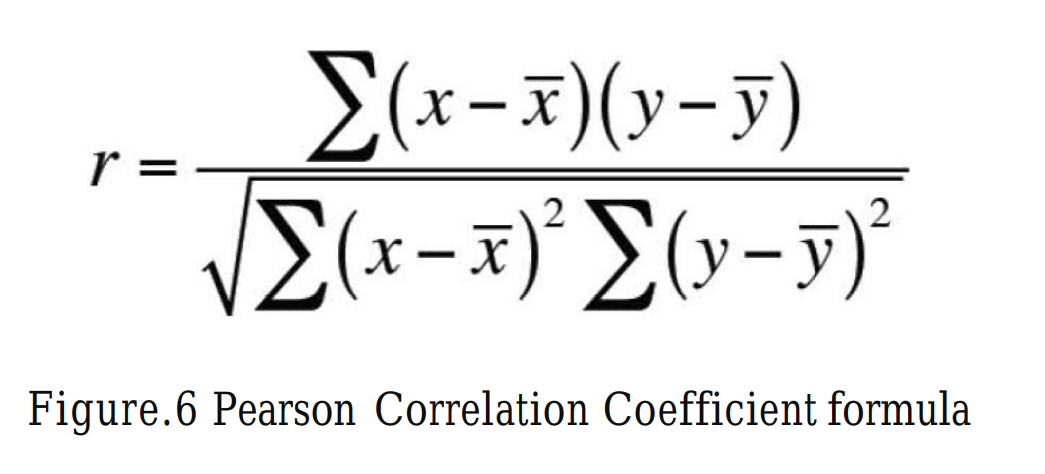 r = ∑(x − x̅)(y − y̅) / √∑(x − x̅)² ∑(y − y̅)²
Figure.6 Pearson Correlation Coefficient formula